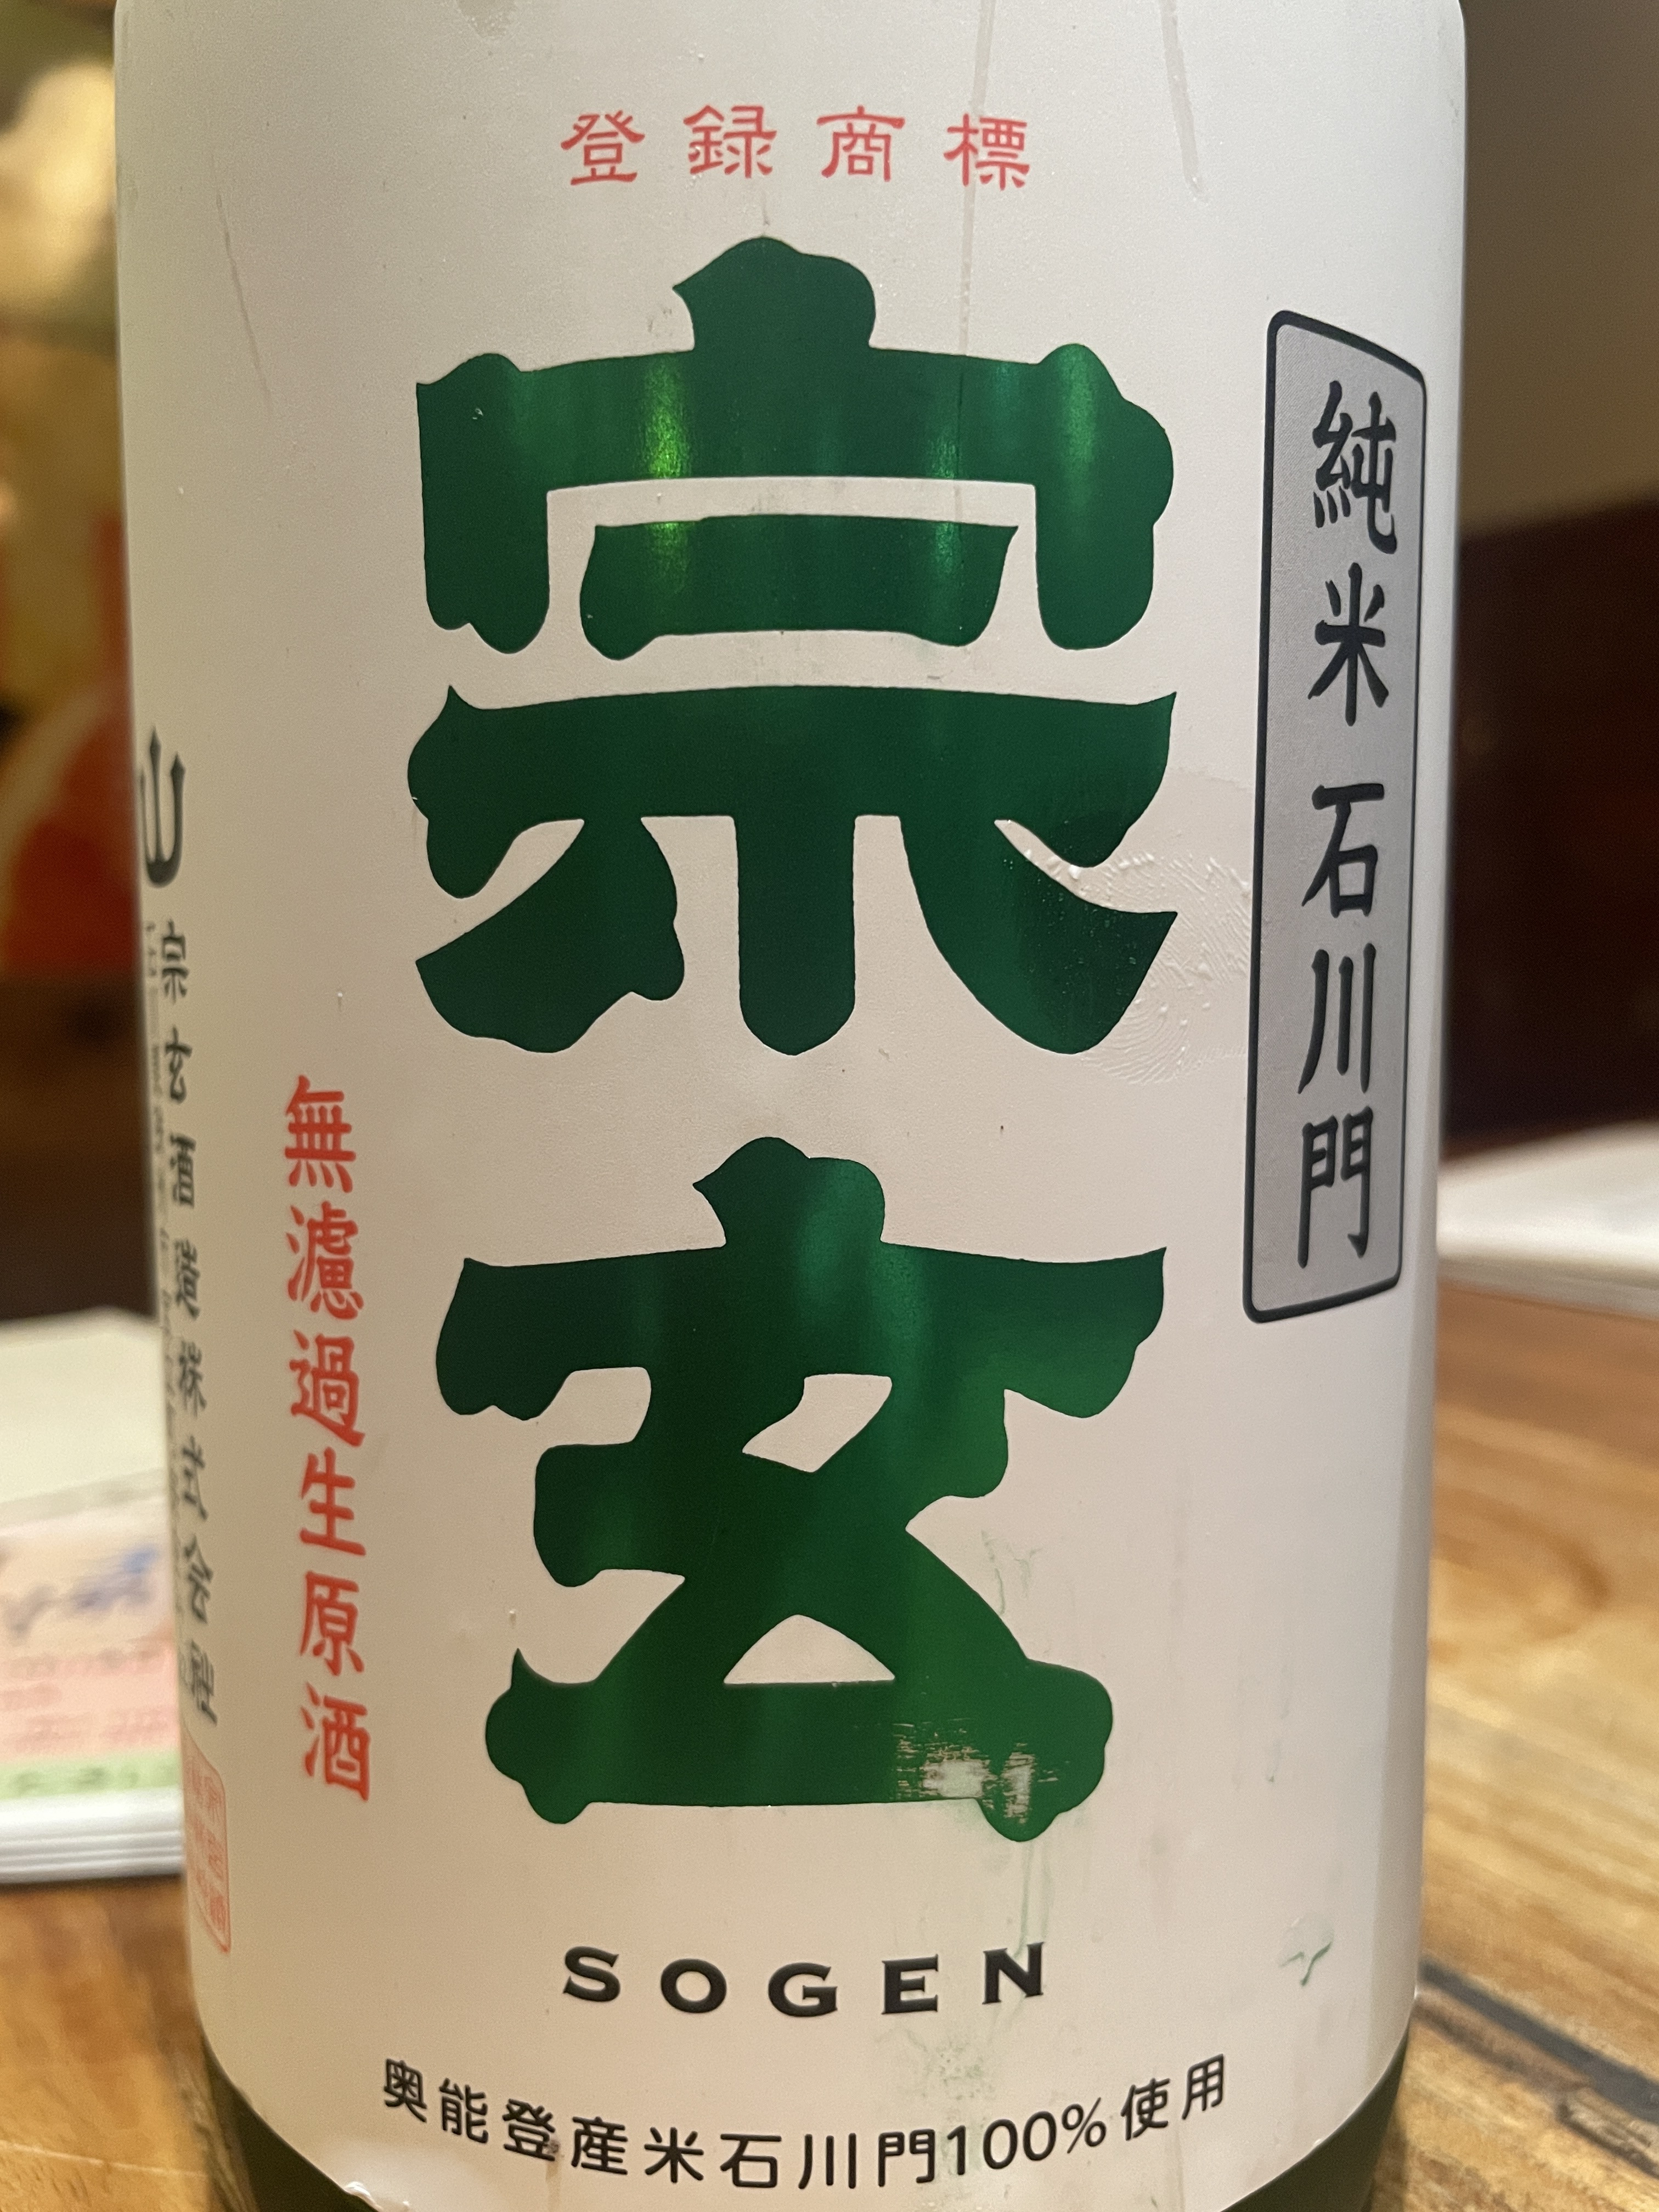 登録商標
純米 石川門
宗玄
無濾過生原酒
宗玄酒造株式会社
SOGEN
奥能登産米石川門100%使用